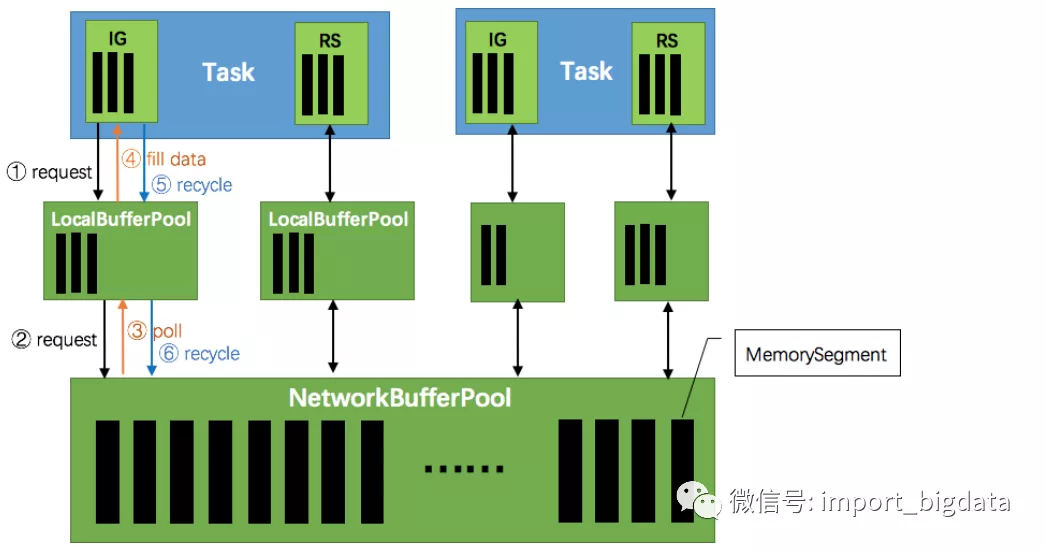 IG
RS
Task
IG
RS
Task
① request
④ fill data
⑤ recycle
LocalBufferPool
LocalBufferPool
② request
③ poll
⑥ recycle
MemorySegment
NetworkBufferPool
......
微信号: import_bigdata